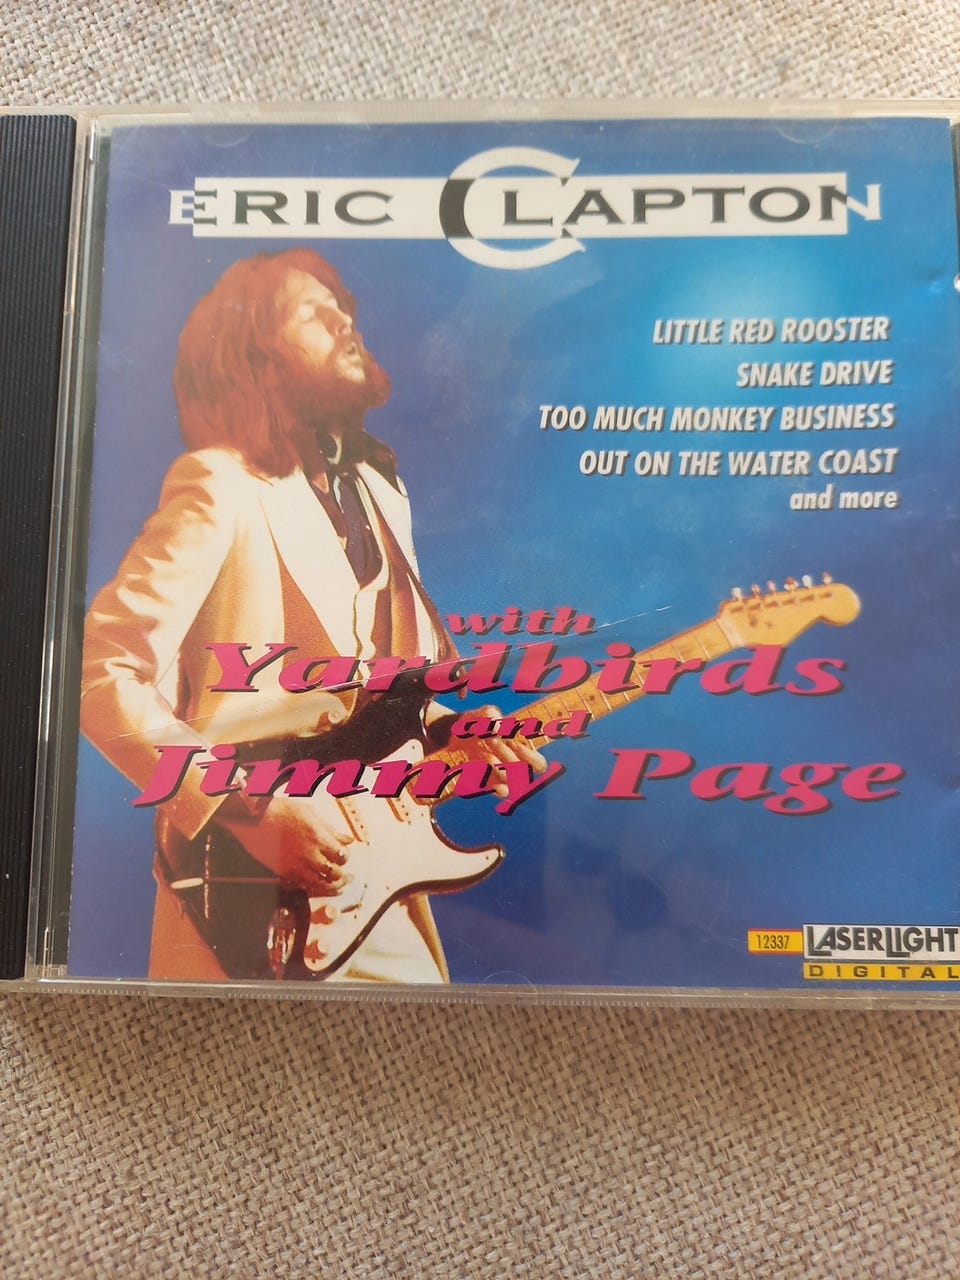 ERIC CLAPTON
LITTLE RED ROOSTER
SNAKE DRIVE
TOO MUCH MONKEY BUSINESS
OUT ON THE WATER COAST
and more
with
Yardbirds
and
Jimmy Page
12337
LASERLIGHT
DIGITAL